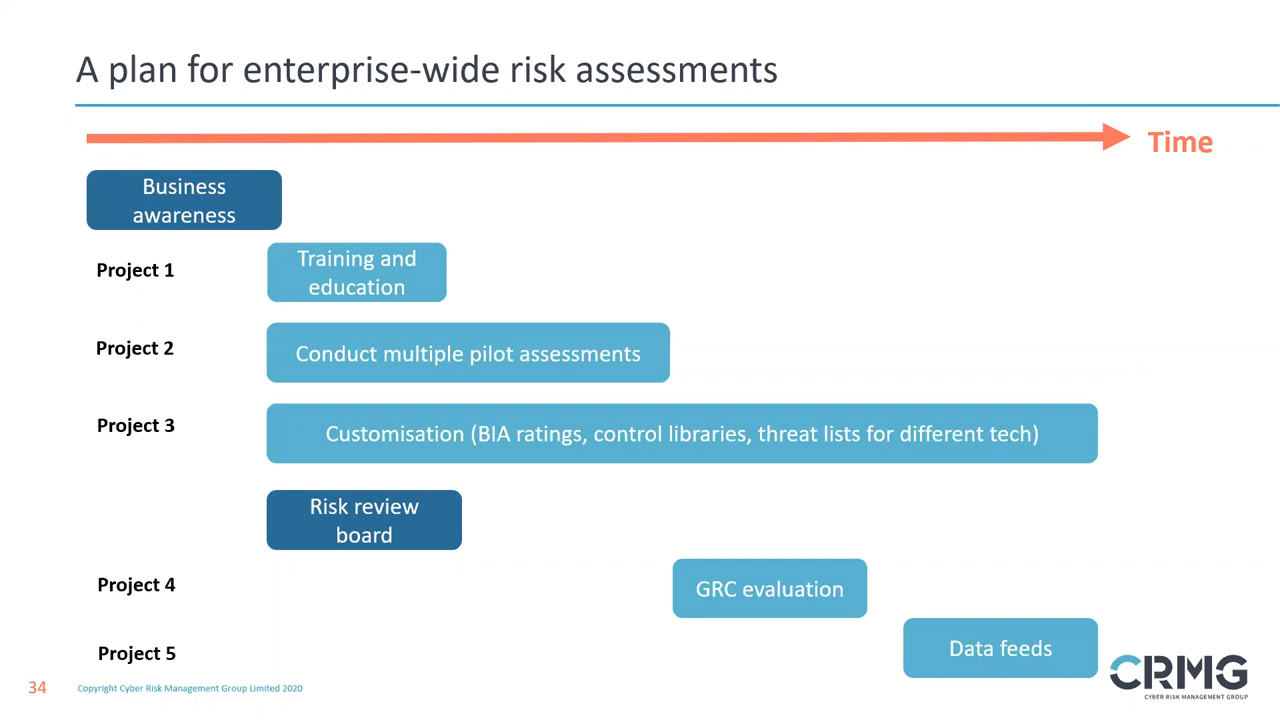 A plan for enterprise-wide risk assessments
Time
Business
awareness
Project 1
Training and
education
Project 2
Conduct multiple pilot assessments
Project 3
Customisation (BIA ratings, control libraries, threat lists for different tech)
Risk review
board
Project 4
GRC evaluation
Project 5
Data feeds
34
Copyright Cyber Risk Management Group Limited 2020
CRMG
CYBER RISK MANAGEMENT GROUP